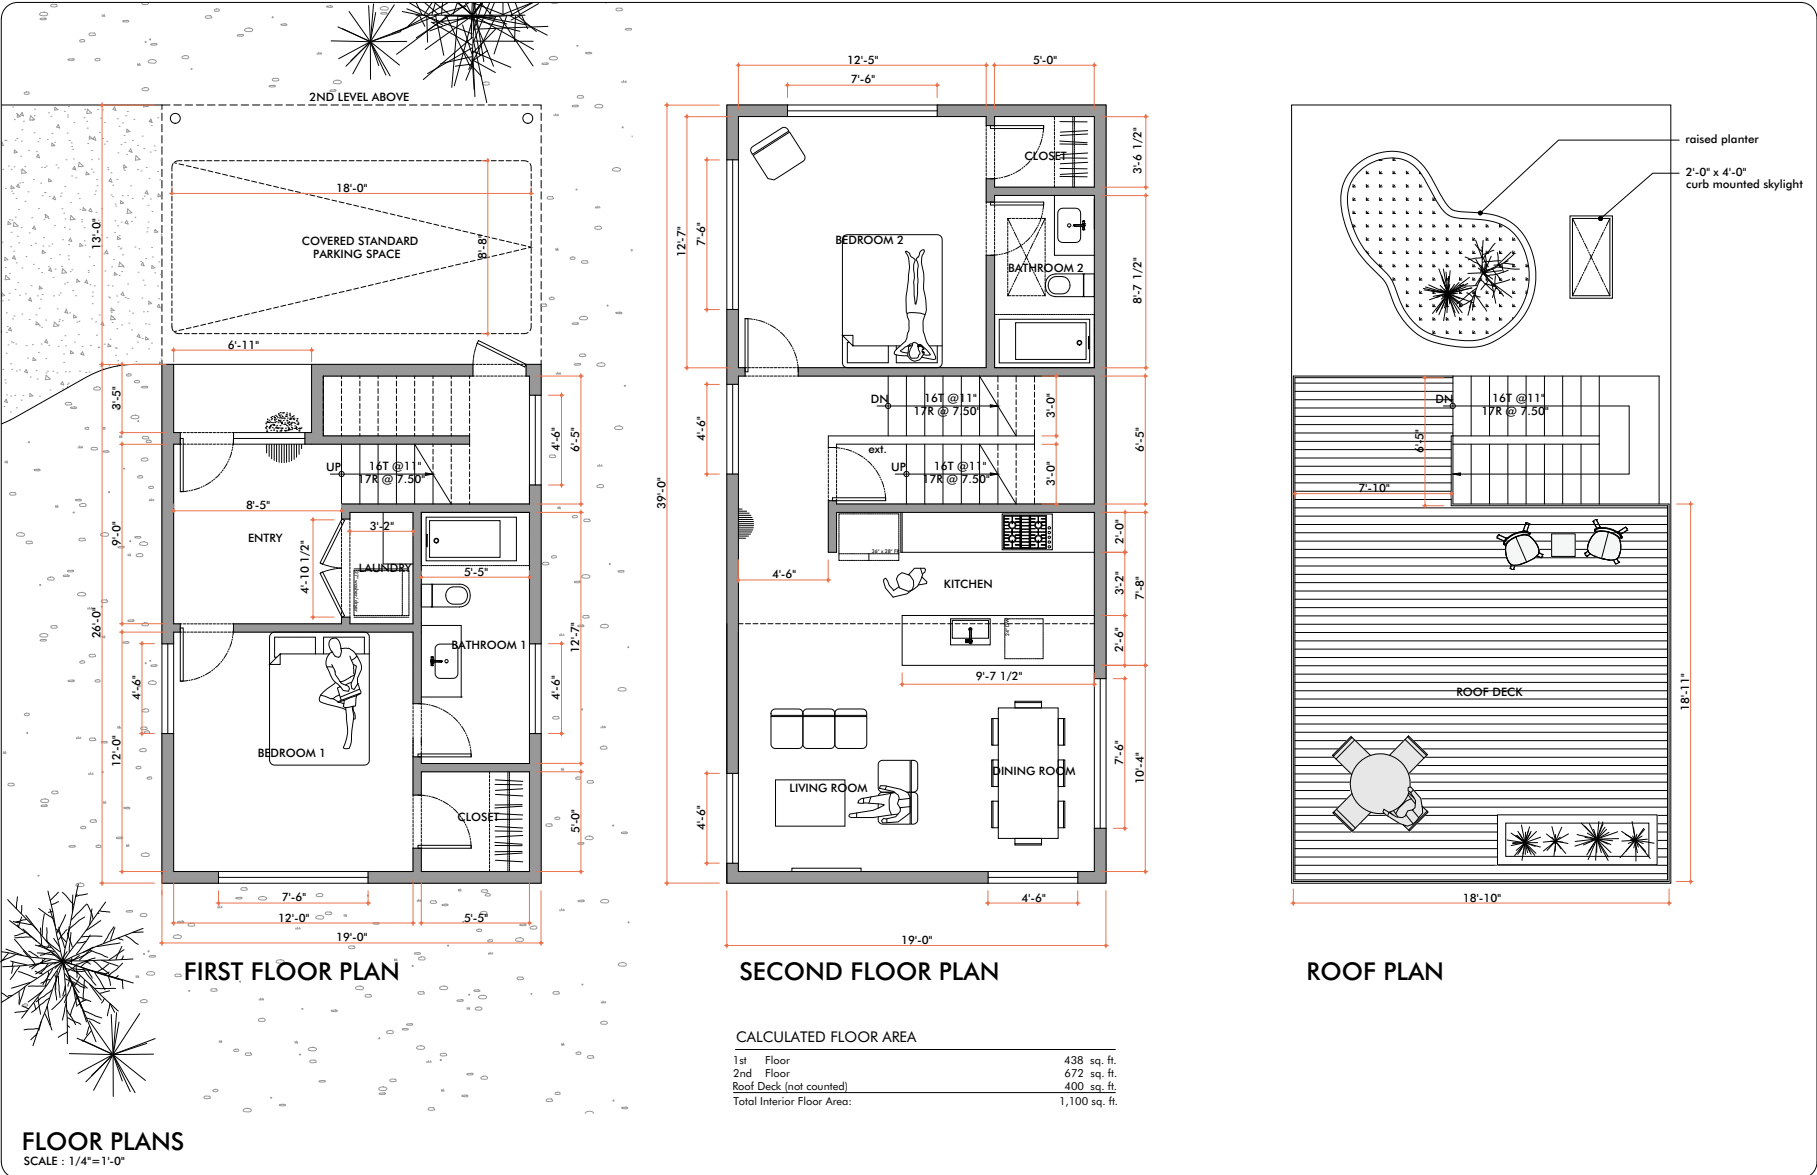 2ND LEVEL ABOVE
18'-0"
13'-0"
8'-8"
COVERED STANDARD
PARKING SPACE
6'-11"
3'-5"
4'-6"
6'-5"
UP
16T @11"
17R @ 7.50"
8'-5"
3'-2"
9'-0"
ENTRY
4'-10 1/2"
LAUNDRY
5'-5"
26'-0"
12'-7"
BATHROOM 1
4'-6"
4'-6"
12'-0"
BEDROOM 1
CLOSET
5'-0"
7'-6"
12'-0"
5'-5"
19'-0"
FIRST FLOOR PLAN
12'-5"
5'-0"
7'-6"
CLOSET
3'-6 1/2"
12'-7"
7'-6"
BEDROOM 2
BATHROOM 2
8'-7 1/2"
DN
16T @11"
17R @ 7.50"
3'-0"
4'-6"
6'-5"
ext.
UP
16T @11"
17R @ 7.50"
3'-0"
39'-0"
2'-0"
4'-6"
KITCHEN
3'-2"
7'-8"
2'-6"
9'-7 1/2"
7'-6"
10'-4"
DINING ROOM
LIVING ROOM
4'-6"
4'-6"
19'-0"
SECOND FLOOR PLAN
raised planter
2'-0" x 4'-0"
curb mounted skylight
DN
16T @11"
17R @ 7.50"
6'-5"
7'-10"
ROOF DECK
18'-11"
18'-10"
ROOF PLAN
CALCULATED FLOOR AREA
1st Floor 438 sq. ft.
2nd Floor 672 sq. ft.
Roof Deck (not counted) 400 sq. ft.
Total Interior Floor Area: 1,100 sq. ft.
FLOOR PLANS
SCALE : 1/4"=1'-0"